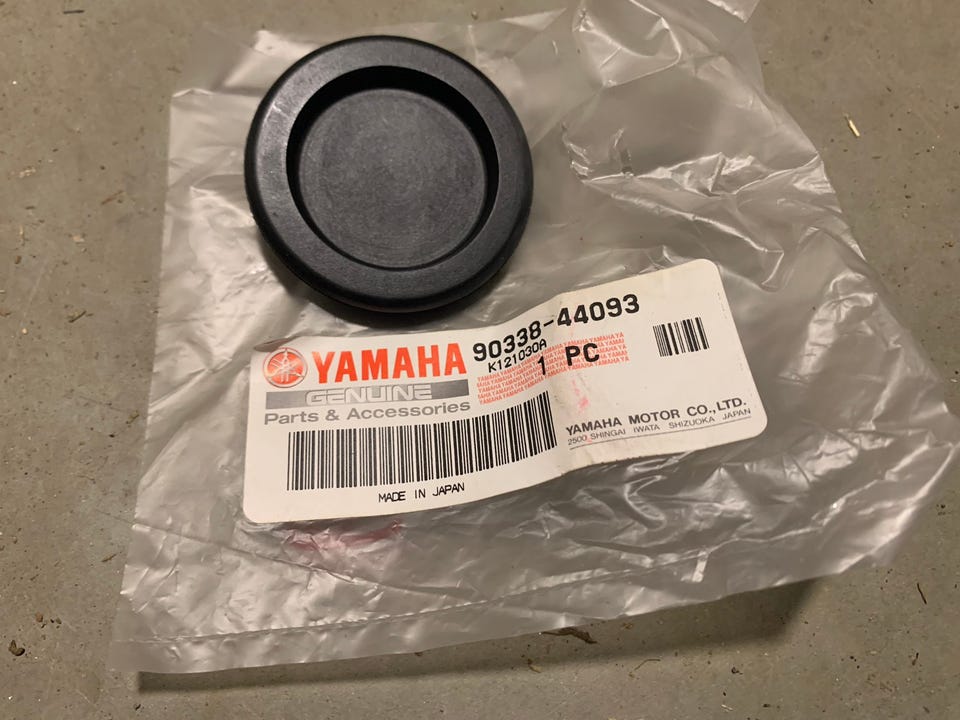 YAMAHA
GENUINE
Parts & Accessories
90338-44093
K121030A
1 PC
YAMAHA MOTOR CO.,LTD.
2500 SHINGAI IWATA SHIZUOKA JAPAN
MADE IN JAPAN